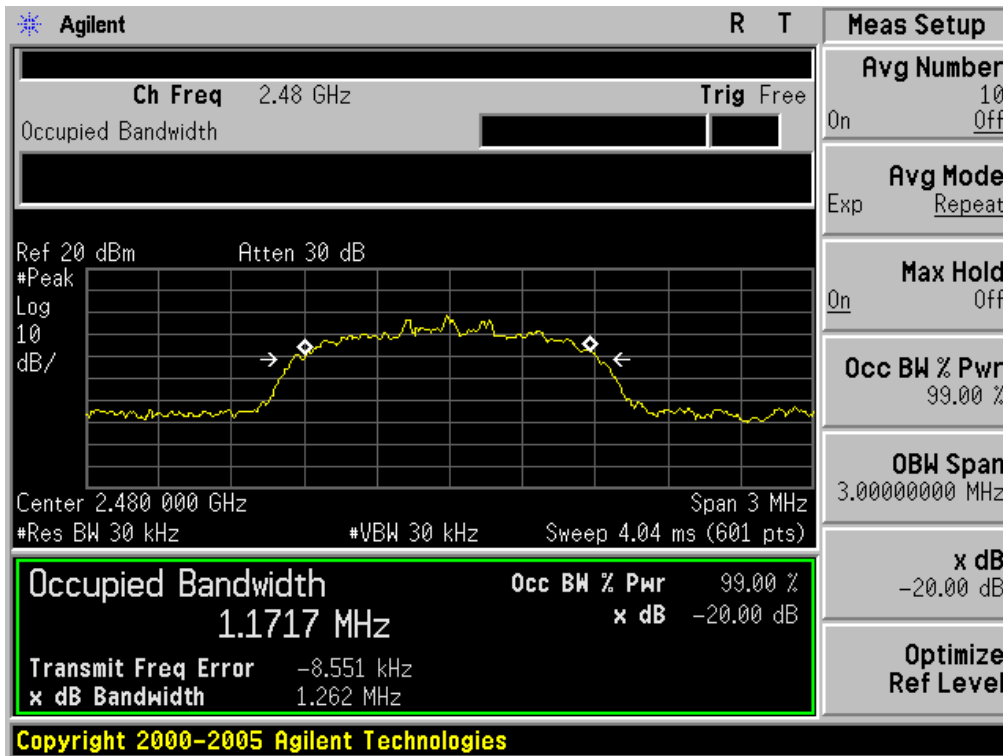 Agilent R T
Ch Freq 2.48 GHz Trig Free
Occupied Bandwidth
Ref 20 dBm Atten 30 dB
#Peak
Log
10
dB/
Center 2.480 000 GHz Span 3 MHz
#Res BW 30 kHz #VBW 30 kHz Sweep 4.04 ms (601 pts)
Occupied Bandwidth
1.1717 MHz
Occ BW % Pwr 99.00 %
x dB -20.00 dB
Transmit Freq Error -8.551 kHz
x dB Bandwidth 1.262 MHz
Copyright 2000-2005 Agilent Technologies
Meas Setup
Avg Number
10
On Off
Avg Mode
Exp Repeat
Max Hold
On Off
Occ BW % Pwr
99.00 %
OBW Span
3.00000000 MHz
x dB
-20.00 dB
Optimize
Ref Level